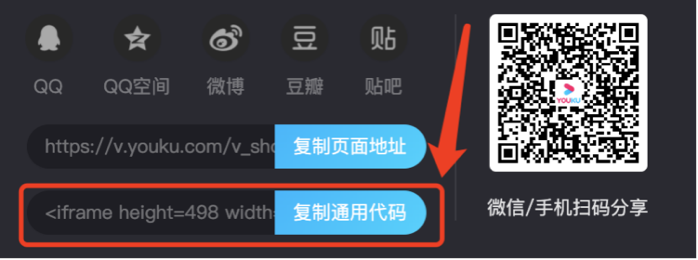 豆
贴
QQ
QQ空间
微博
豆瓣
贴吧
https://v.youku.com/v_sho
复制页面地址
<iframe height=498 width=
复制通用代码
YOUKU
微信/手机扫码分享